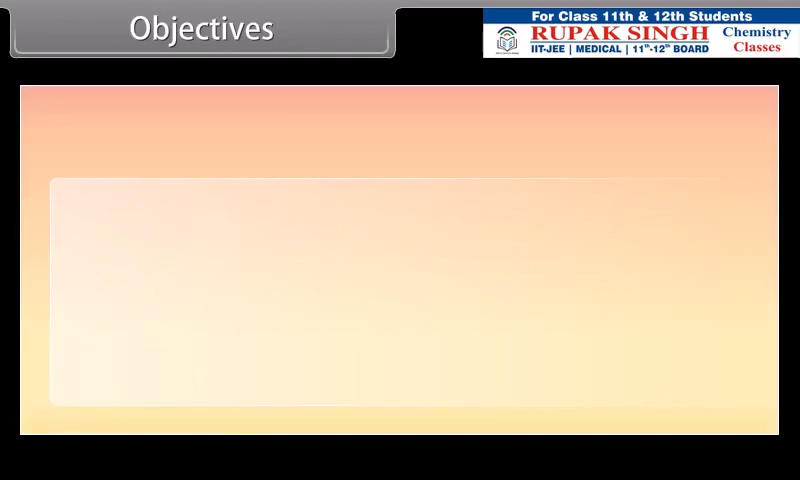 Objectives
For Class 11th & 12th Students
RUPAK SINGH
IIT-JEE | MEDICAL | 11th-12th BOARD
Chemistry
Classes